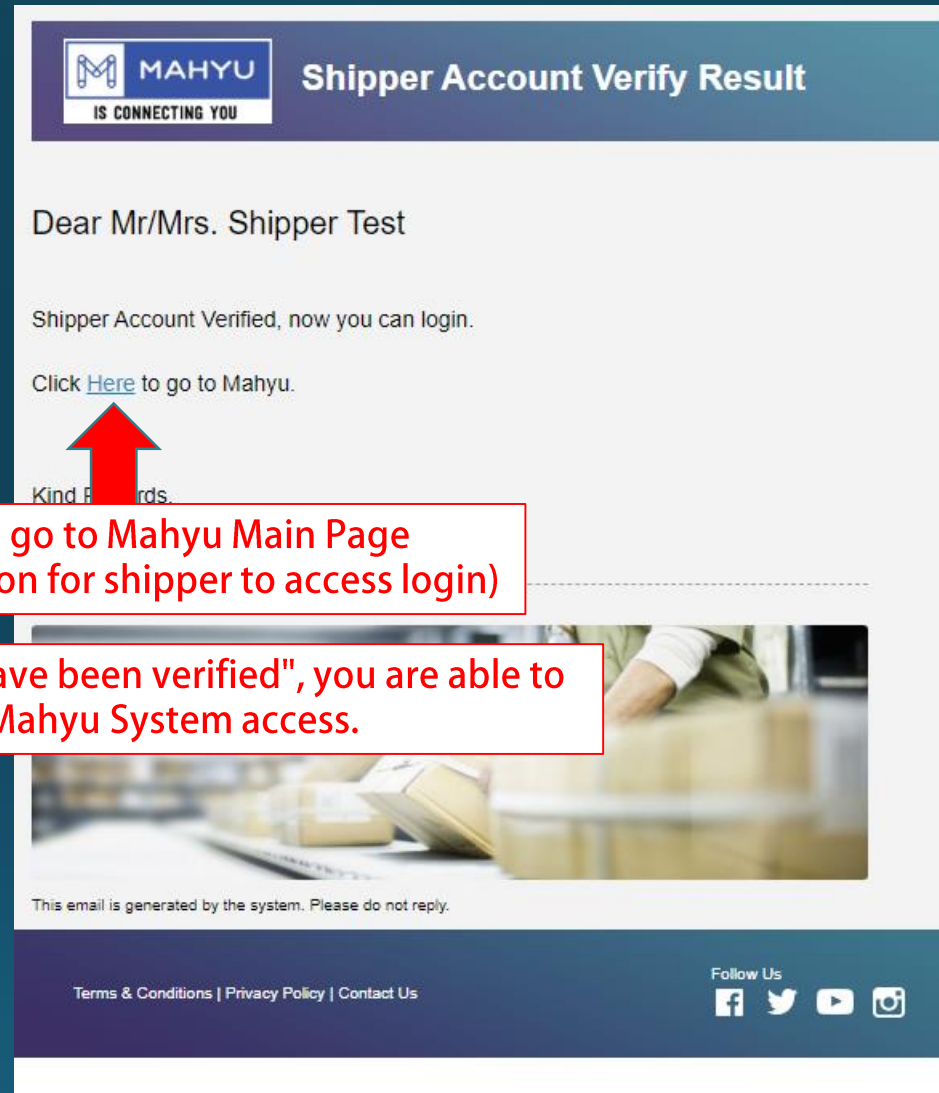 MAHYU
IS CONNECTING YOU
Shipper Account Verify Result
Dear Mr/Mrs. Shipper Test
Shipper Account Verified, now you can login.
Click Here to go to Mahyu.
Kind
go to Mahyu Main Page
on for shipper to access login)
ave been verified", you are able to
Mahyu System access.
This email is generated by the system. Please do not reply.
Terms & Conditions | Privacy Policy | Contact Us
Follow Us